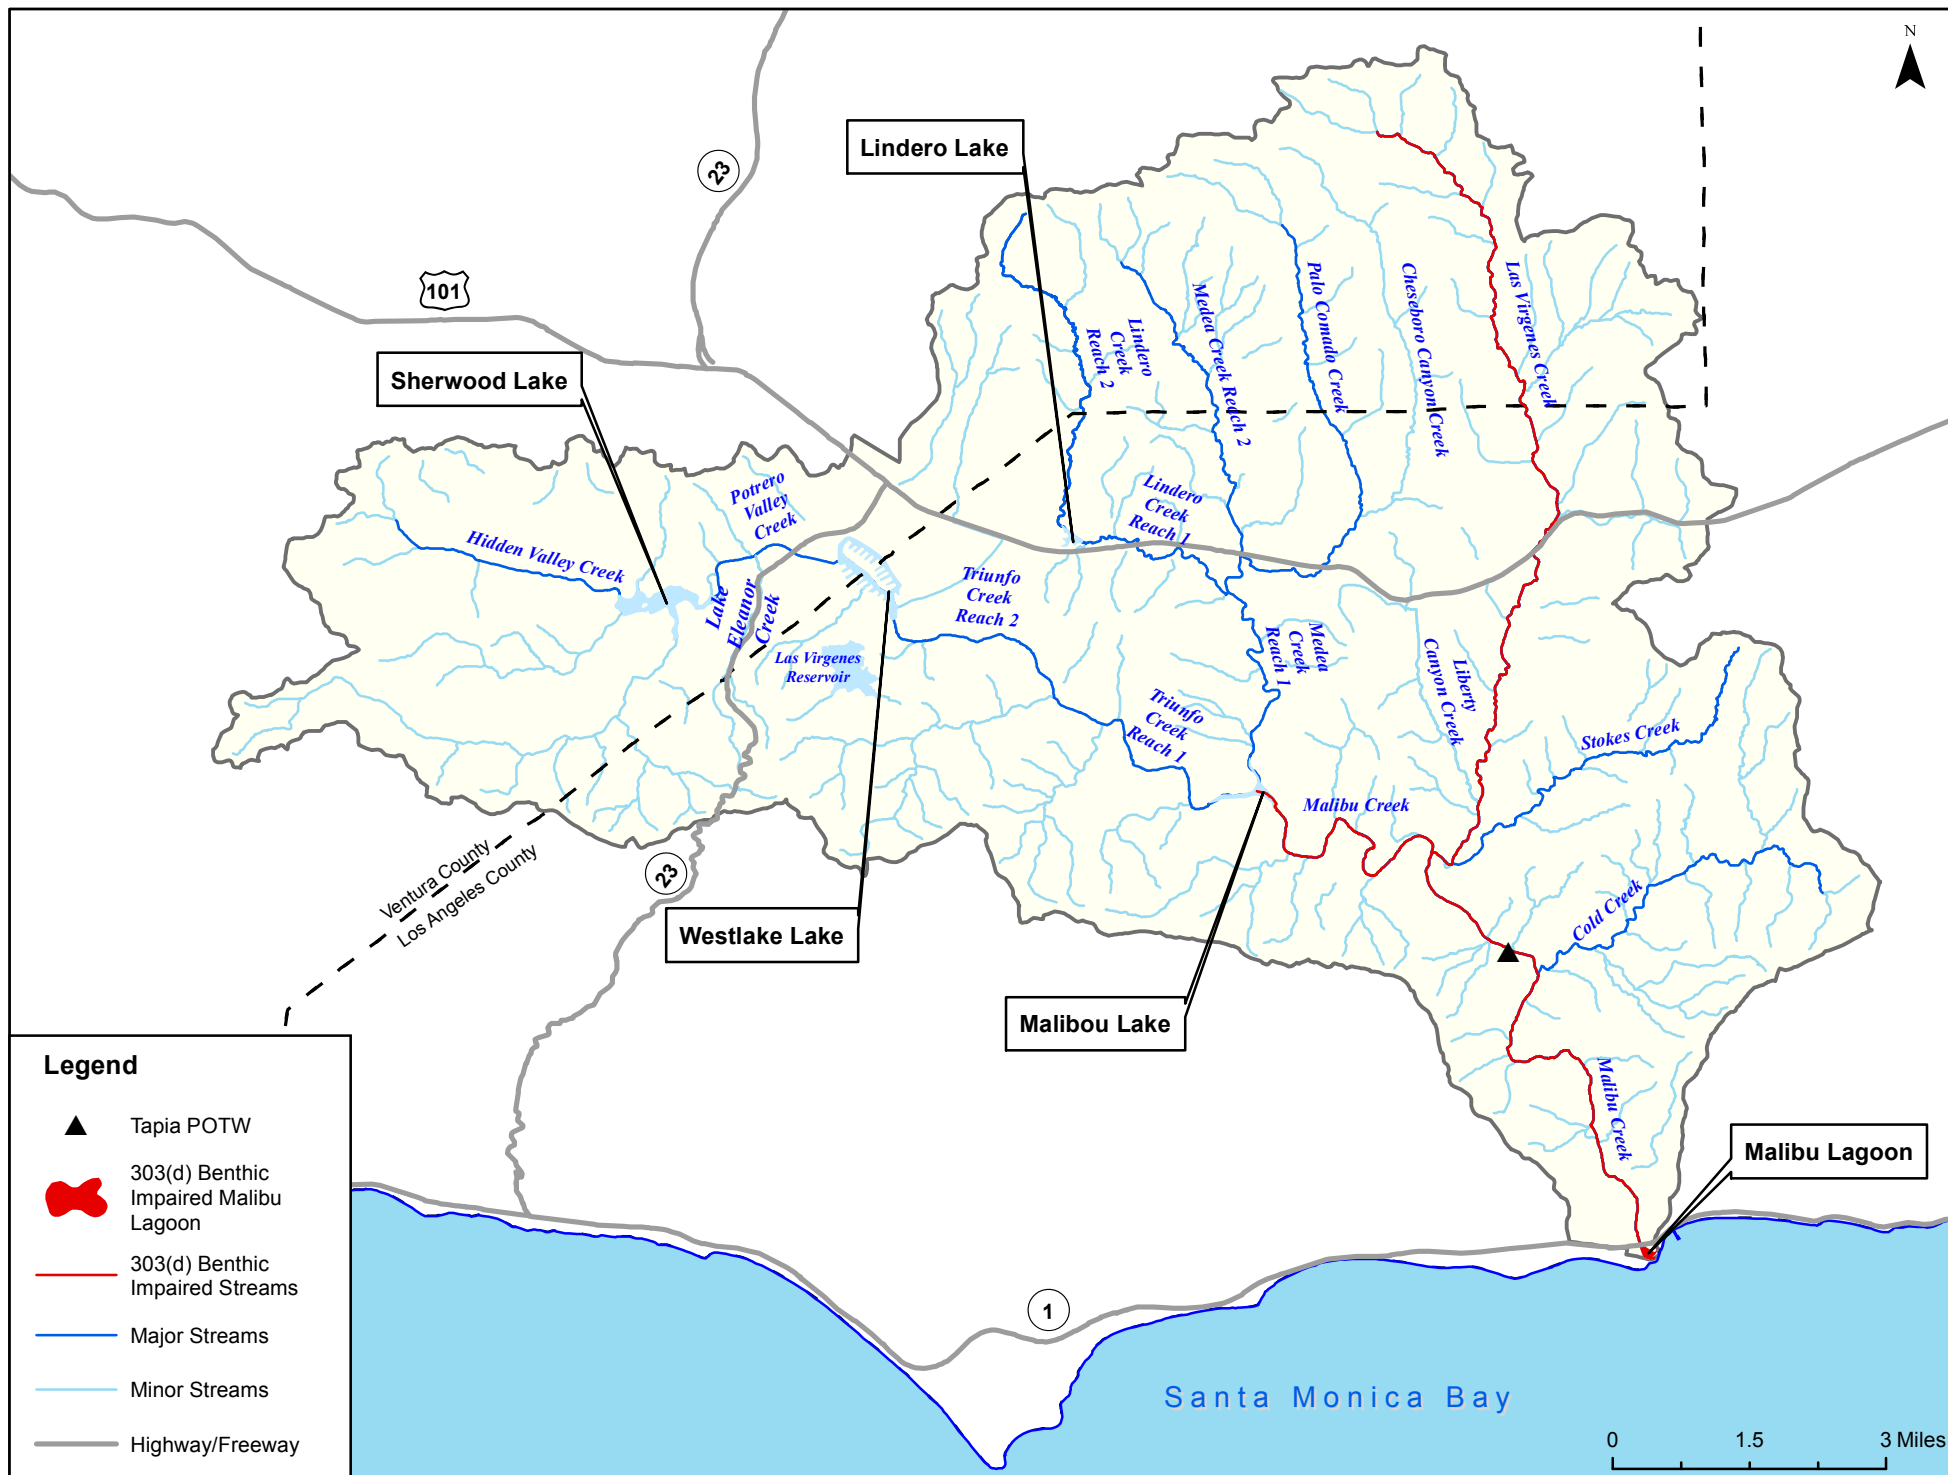 N
23
Lindero Lake
101
Sherwood Lake
Lindero
Creek
Reach 2
Medea Creek Reach 2
Palo Comado Creek
Cheseboro Canyon Creek
Las Virgenes Creek
Potrero
Valley
Creek
Hidden Valley Creek
Lake
Eleanor
Creek
Lindero
Creek
Reach 1
Triunfo
Creek
Reach 2
Las Virgenes
Reservoir
Medea
Creek
Reach 1
Triunfo
Creek
Reach 1
Liberty
Canyon Creek
Stokes Creek
Malibu Creek
Cold Creek
Ventura County
Los Angeles County
23
Westlake Lake
Malibou Lake
Malibu Creek
Malibu Lagoon
1
Santa Monica Bay
0 1.5 3 Miles
Legend
Tapia POTW
303(d) Benthic
Impaired Malibu
Lagoon
303(d) Benthic
Impaired Streams
Major Streams
Minor Streams
Highway/Freeway